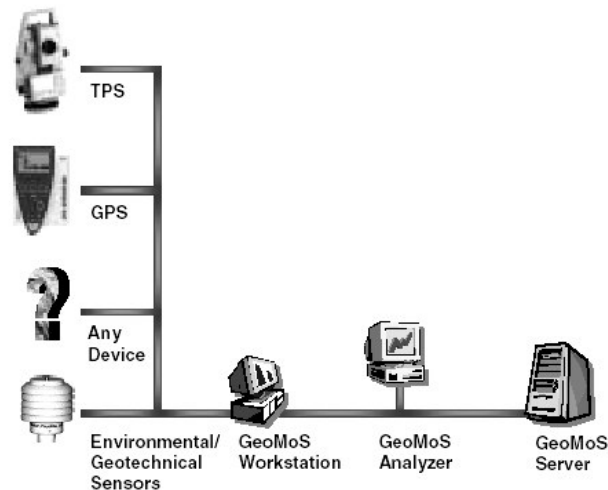 TPS
GPS
Any
Device
Environmental/
Geotechnical
Sensors
GeoMoS
Workstation
GeoMoS
Analyzer
GeoMoS
Server